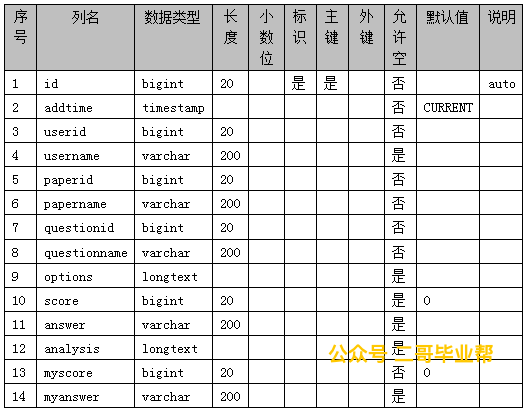 序号 列名 数据类型 长度 小数位 标识 主键 外键 允许空 默认值 说明
1 id bigint 20 是 是 否 auto
2 addtime timestamp 否 CURRENT
3 userid bigint 20 否
4 username varchar 200 是
5 paperid bigint 20 否
6 papername varchar 200 否
7 questionid bigint 20 否
8 questionname varchar 200 否
9 options longtext 是
10 score bigint 20 是 0
11 answer varchar 200 是
12 analysis longtext 是
公众号 二哥毕业帮
13 myscore bigint 20 否 0
14 myanswer varchar 200 是